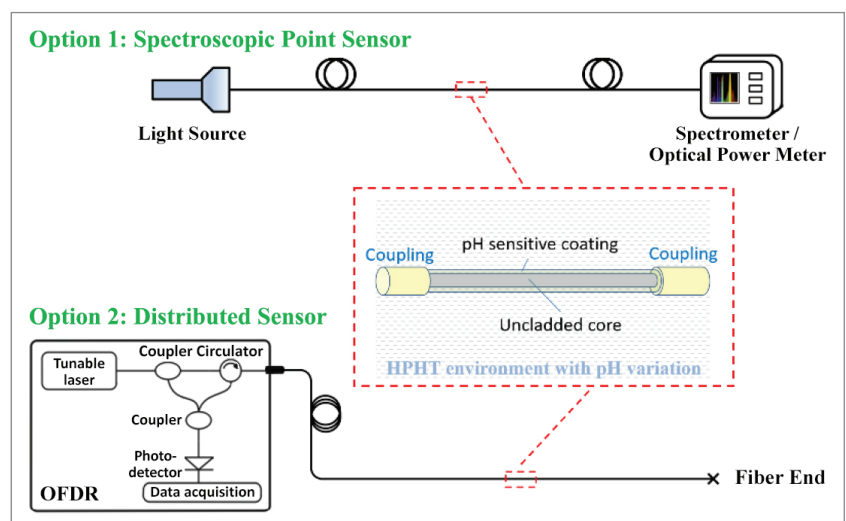 Option 1: Spectroscopic Point Sensor
Light Source
Spectrometer /
Optical Power Meter
Coupling
pH sensitive coating
Coupling
Uncladded core
HPHT environment with pH variation
Option 2: Distributed Sensor
Tunable
laser
Coupler Circulator
Coupler
Photo-
detector
Data acquisition
OFDR
Fiber End